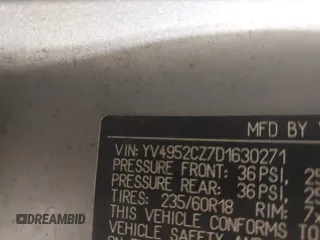 MFD BY
VIN: YV4952CZ7D1630271
PRESSURE FRONT: 36PSI,
PRESSURE REAR: 36PSI,
TIRES: 235/60R18 RIM:
THIS VEHICLE CONFORMS TO
VEHICLE SAFETY,
DREAMBID